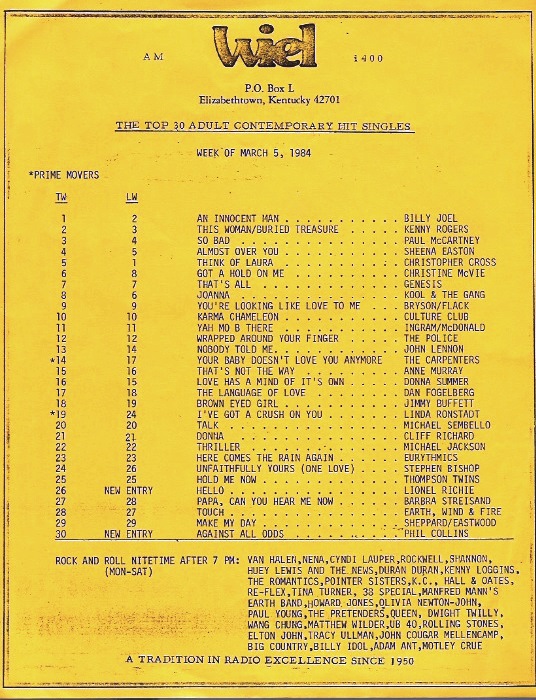 AM wiel 1400
P.O. Box L
Elizabethtown, Kentucky 42701
THE TOP 30 ADULT CONTEMPORARY HIT SINGLES
WEEK OF MARCH 5, 1984
*PRIME MOVERS
TW LW
1 2 AN INNOCENT MAN . . . . . . . . . . . BILLY JOEL
2 3 THIS WOMAN/BURIED TREASURE . . . . . KENNY ROGERS
3 4 SO BAD . . . . . . . . . . . . . . . PAUL McCARTNEY
4 5 ALMOST OVER YOU . . . . . . . . . . . SHEENA EASTON
5 1 THINK OF LAURA . . . . . . . . . . . CHRISTOPHER CROSS
6 8 GOT A HOLD ON ME . . . . . . . . . . CHRISTINE McVIE
7 7 THAT'S ALL . . . . . . . . . . . . . GENESIS
8 6 JOANNA . . . . . . . . . . . . . . . KOOL & THE GANG
9 9 YOU'RE LOOKING LIKE LOVE TO ME . . . BRYSON/FLACK
10 10 KARMA CHAMELEON . . . . . . . . . . . CULTURE CLUB
11 11 YAH MO B THERE . . . . . . . . . . . INGRAM/McDONALD
12 12 WRAPPED AROUND YOUR FINGER . . . . . THE POLICE
13 14 NOBODY TOLD ME. . . . . . . . . . . . JOHN LENNON
*14 17 YOUR BABY DOESN'T LOVE YOU ANYMORE THE CARPENTERS
15 16 THAT'S NOT THE WAY . . . . . . . . . ANNE MURRAY
16 15 LOVE HAS A MIND OF IT'S OWN . . . . . DONNA SUMMER
17 18 THE LANGUAGE OF LOVE . . . . . . . . DAN FOGELBERG
18 19 BROWN EYED GIRL . . . . . . . . . . . JIMMY BUFFETT
*19 24 I'VE GOT A CRUSH ON YOU . . . . . . . LINDA RONSTADT
20 20 TALK . . . . . . . . . . . . . . . . MICHAEL SEMBELLO
21 21 DONNA . . . . . . . . . . . . . . . . CLIFF RICHARD
22 22 THRILLER . . . . . . . . . . . . . . MICHAEL JACKSON
23 23 HERE COMES THE RAIN AGAIN . . . . . . EURYTHMICS
24 26 UNFAITHFULLY YOURS (ONE LOVE) . . . . STEPHEN BISHOP
25 25 HOLD ME NOW . . . . . . . . . . . . . THOMPSON TWINS
26 NEW ENTRY HELLO . . . . . . . . . . . . . . . . LIONEL RICHIE
27 28 PAPA, CAN YOU HEAR ME NOW . . . . . . BARBRA STREISAND
28 27 TOUCH . . . . . . . . . . . . . . . . EARTH, WIND & FIRE
29 29 MAKE MY DAY . . . . . . . . . . . . . SHEPPARD/EASTWOOD
30 NEW ENTRY AGAINST ALL ODDS . . . . . . . . . . PHIL COLLINS
ROCK AND ROLL NITETIME AFTER 7 PM: VAN HALEN,NENA,CYNDI LAUPER,ROCKWELL,SHANNON,
(MON-SAT) HUEY LEWIS AND THE NEWS,DURAN DURAN,KENNY LOGGINS,
THE ROMANTICS,POINTER SISTERS,K.C., HALL & OATES,
RE-FLEX,TINA TURNER, 38 SPECIAL,MANFRED MANN'S
EARTH BAND,HOWARD JONES,OLIVIA NEWTON-JOHN,
PAUL YOUNG,THE PRETENDERS,QUEEN, DWIGHT TWILLY,
WANG CHUNG,MATTHEW WILDER,UB 40,ROLLING STONES,
ELTON JOHN,TRACY ULLMAN,JOHN COUGAR MELLENCAMP,
BIG COUNTRY,BILLY IDOL,ADAM ANT,MOTLEY CRUE
A TRADITION IN RADIO EXCELLENCE SINCE 1950